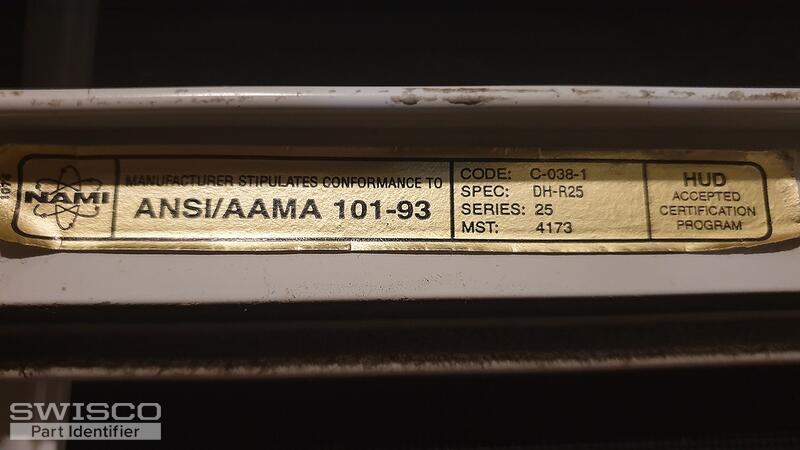 1074
NAMI
MANUFACTURER STIPULATES CONFORMANCE TO
ANSI/AAMA 101-93
CODE: C-038-1
SPEC: DH-R25
SERIES: 25
MST: 4173
HUD
ACCEPTED
CERTIFICATION
PROGRAM
SWISCO
Part Identifier